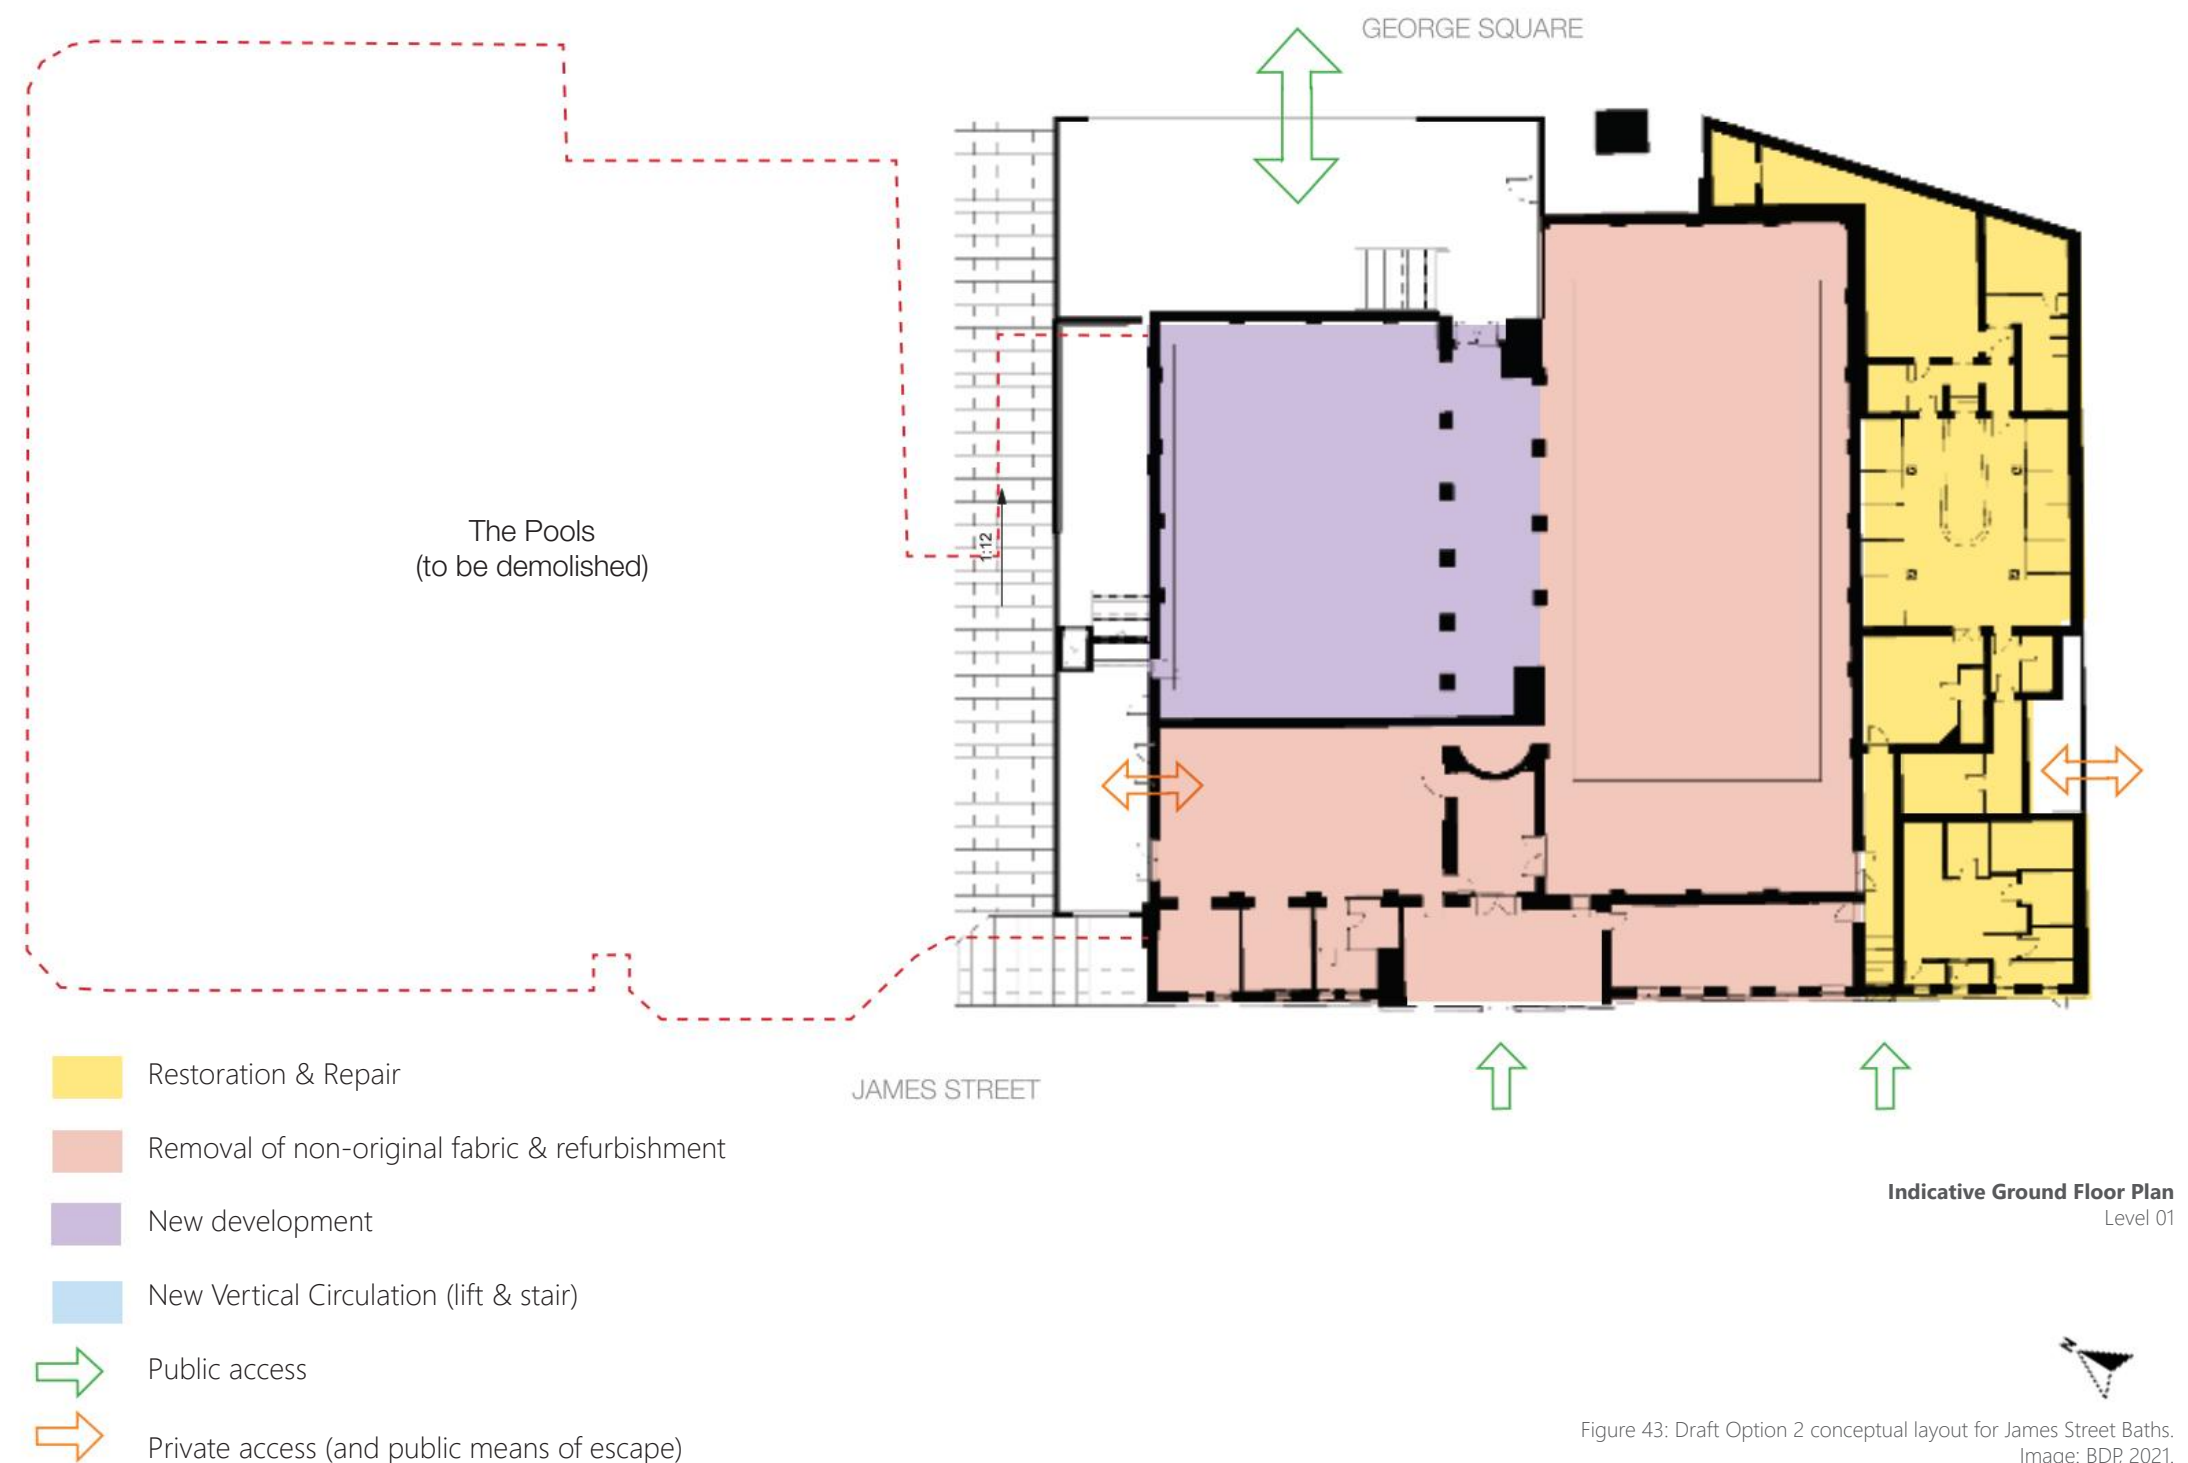 GEORGE SQUARE
The Pools
(to be demolished)
1:12
JAMES STREET
Restoration & Repair
Removal of non-original fabric & refurbishment
New development
New Vertical Circulation (lift & stair)
Public access
Private access (and public means of escape)
Indicative Ground Floor Plan
Level 01
N
Figure 43: Draft Option 2 conceptual layout for James Street Baths.
Image: BDP, 2021.